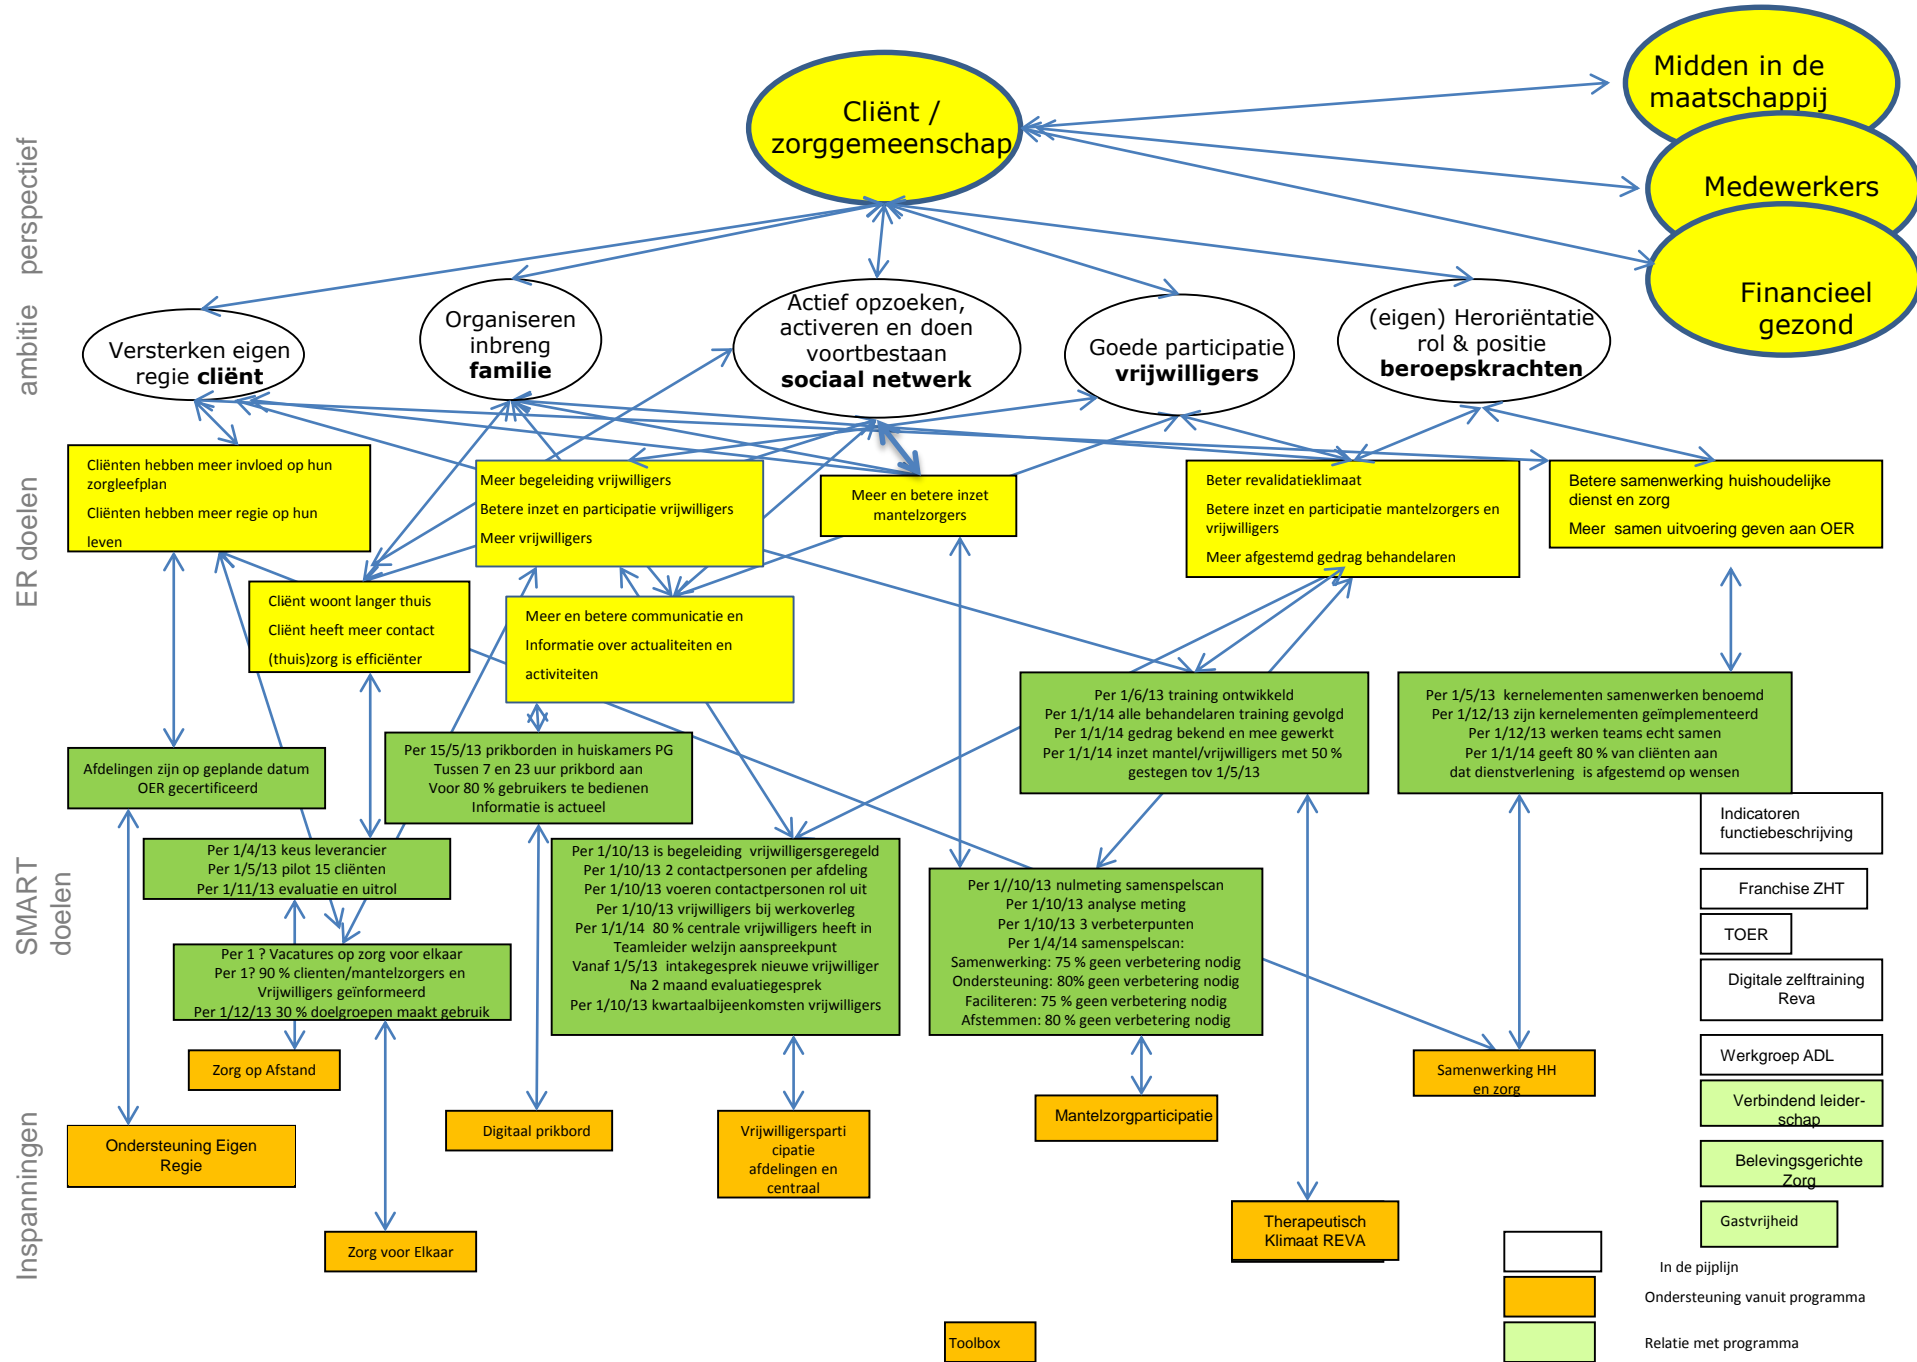 perspectief
ambitie
ER doelen
SMART
doelen
Inspanningen
Cliënt /
zorggemeenschap
Midden in de
maatschappij
Medewerkers
Financieel
gezond
Versterken eigen
regie cliënt
Organiseren
inbreng
familie
Actief opzoeken,
activeren en doen
voortbestaan
sociaal netwerk
Goede participatie
vrijwilligers
(eigen) Heroriëntatie
rol & positie
beroepskrachten
Cliënten hebben meer invloed op hun
zorgleefplan
Cliënten hebben meer regie op hun
leven
Meer begeleiding vrijwilligers
Betere inzet en participatie vrijwilligers
Meer vrijwilligers
Meer en betere inzet
mantelzorgers
Beter revalidatieklimaat
Betere inzet en participatie mantelzorgers en
vrijwilligers
Meer afgestemd gedrag behandelaren
Betere samenwerking huishoudelijke
dienst en zorg
Meer samen uitvoering geven aan OER
Cliënt woont langer thuis
Cliënt heeft meer contact
(thuis)zorg is efficiënter
Meer en betere communicatie en
Informatie over actualiteiten en
activiteiten
Afdelingen zijn op geplande datum
OER gecertificeerd
Per 15/5/13 prikborden in huiskamers PG
Tussen 7 en 23 uur prikbord aan
Voor 80 % gebruikers te bedienen
Informatie is actueel
Per 1/6/13 training ontwikkeld
Per 1/1/14 alle behandelaren training gevolgd
Per 1/1/14 gedrag bekend en mee gewerkt
Per 1/1/14 inzet mantel/vrijwilligers met 50 %
gestegen tov 1/5/13
Per 1/5/13 kernelementen samenwerken benoemd
Per 1/12/13 zijn kernelementen geïmplementeerd
Per 1/12/13 werken teams echt samen
Per 1/1/14 geeft 80 % van cliënten aan
dat dienstverlening is afgestemd op wensen
Per 1/4/13 keus leverancier
Per 1/5/13 pilot 15 cliënten
Per 1/11/13 evaluatie en uitrol
Per 1/10/13 is begeleiding vrijwilligersgeregeld
Per 1/10/13 2 contactpersonen per afdeling
Per 1/10/13 voeren contactpersonen rol uit
Per 1/10/13 vrijwilligers bij werkoverleg
Per 1/1/14 80 % centrale vrijwilligers heeft in
Teamleider welzijn aanspreekpunt
Vanaf 1/5/13 intakegesprek nieuwe vrijwilliger
Na 2 maand evaluatiegesprek
Per 1/10/13 kwartaalbijeenkomsten vrijwilligers
Per 1//10/13 nulmeting samenspelscan
Per 1/10/13 analyse meting
Per 1/10/13 3 verbeterpunten
Per 1/4/14 samenspelscan:
Samenwerking: 75 % geen verbetering nodig
Ondersteuning: 80% geen verbetering nodig
Faciliteren: 75 % geen verbetering nodig
Afstemmen: 80 % geen verbetering nodig
Per 1 ? Vacatures op zorg voor elkaar
Per 1? 90 % clienten/mantelzorgers en
Vrijwilligers geïnformeerd
Per 1/12/13 30 % doelgroepen maakt gebruik
Indicatoren
functiebeschrijving
Franchise ZHT
TOER
Digitale zelftraining
Reva
Werkgroep ADL
Verbindend leider-
schap
Belevingsgerichte
Zorg
Gastvrijheid
Zorg op Afstand
Samenwerking HH
en zorg
Ondersteuning Eigen
Regie
Digitaal prikbord
Vrijwilligersparti
cipatie
afdelingen en
centraal
Mantelzorgparticipatie
Zorg voor Elkaar
Therapeutisch
Klimaat REVA
Toolbox
In de pijplijn
Ondersteuning vanuit programma
Relatie met programma